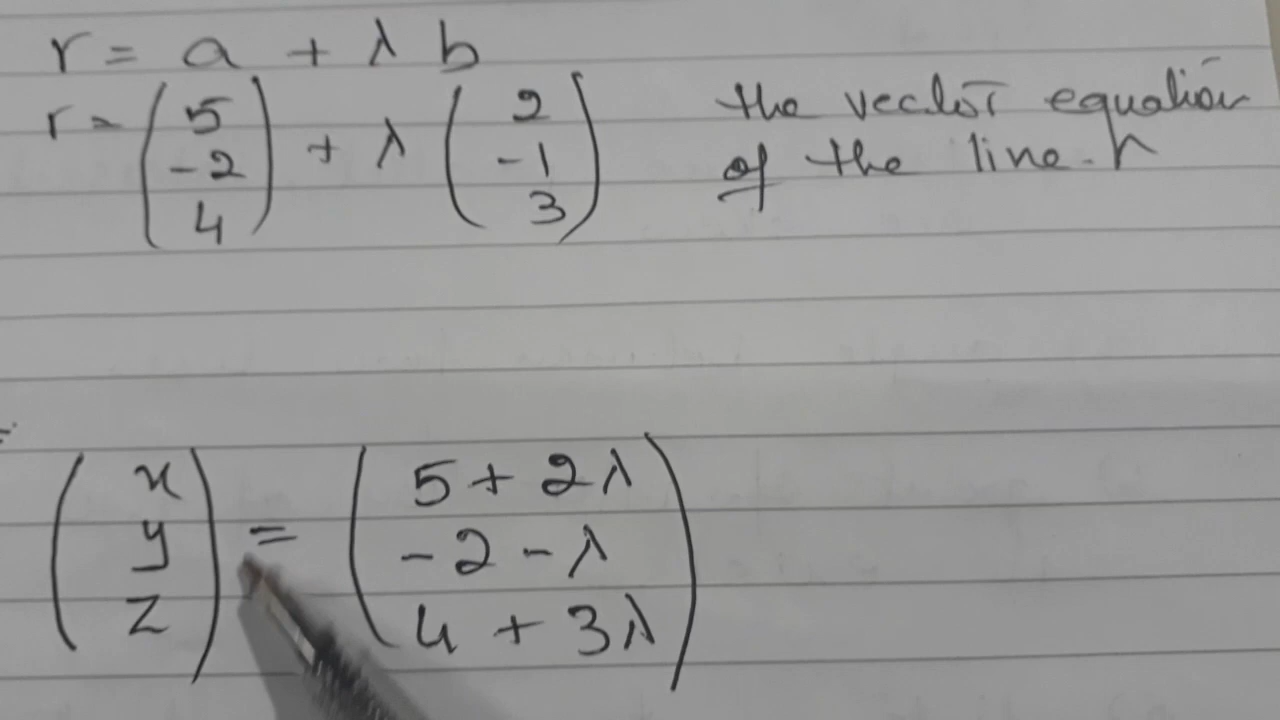 r = a + λ b
r = (5 -2 4) + λ (2 -1 3) the vector equation of the line r
(x y z) = (5 + 2λ -2 - λ 4 + 3λ)